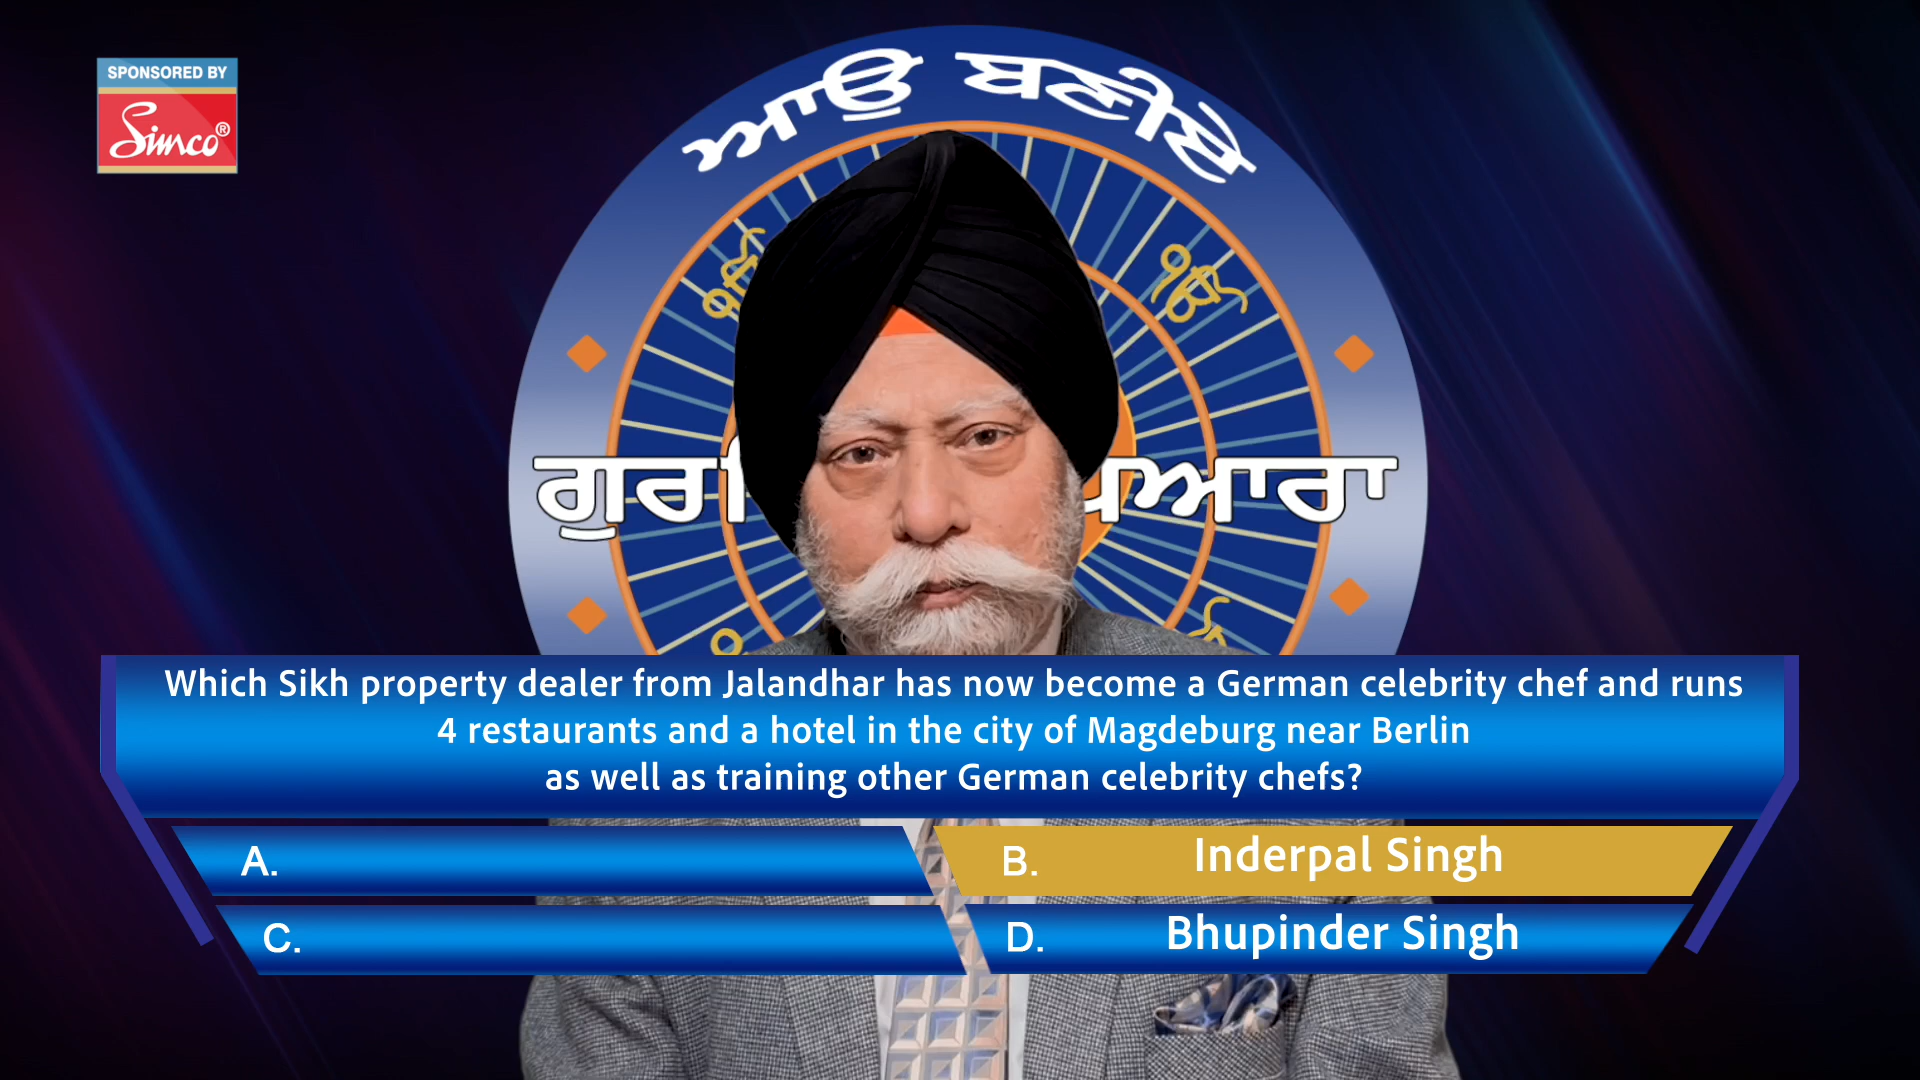 SPONSORED BY
Simco®
ਆਉ ਬਣੀਏ
ਪਿਆਰਾ
Which Sikh property dealer from Jalandhar has now become a German celebrity chef and runs
4 restaurants and a hotel in the city of Magdeburg near Berlin
as well as training other German celebrity chefs?
A.
B. Inderpal Singh
C.
D. Bhupinder Singh